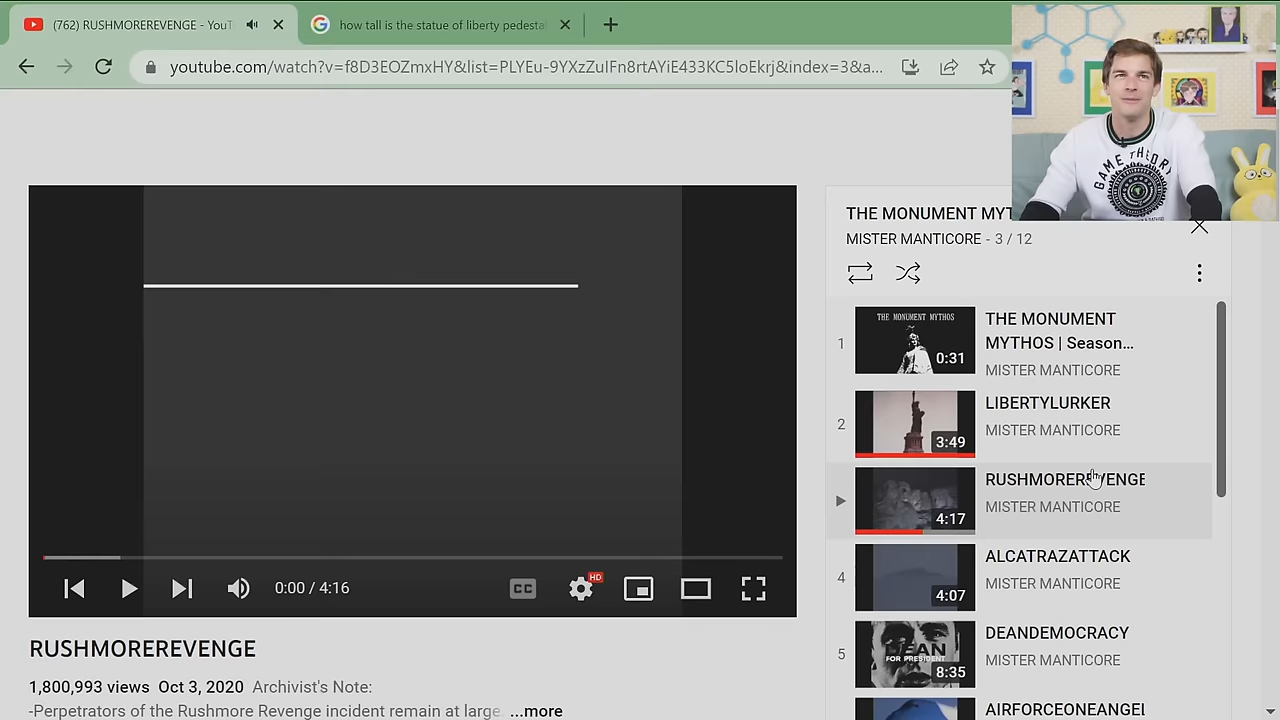 (762) RUSHMOREREVENGE - YouT
how tall is the statue of liberty pedesta
youtube.com/watch?v=f8D3EOZmxHY&list=PLYEu-9YXzZulFn8rtAYiE433KC5loEkrj&index=3&a...
GAME THEORY
THE MONUMENT MYT
MISTER MANTICORE - 3 / 12
1
THE MONUMENT MYTHOS
0:31
THE MONUMENT
MYTHOS | Season...
MISTER MANTICORE
2
3:49
LIBERTYLURKER
MISTER MANTICORE
4:17
RUSHMOREREVENGE
MISTER MANTICORE
4
4:07
ALCATRAZATTACK
MISTER MANTICORE
5
DEAN
FOR PRESIDENT
8:35
DEANDEMOCRACY
MISTER MANTICORE
AIRFORCEONEANGEL
0:00 / 4:16
CC
HD
RUSHMOREREVENGE
1,800,993 views Oct 3, 2020 Archivist's Note:
-Perpetrators of the Rushmore Revenge incident remain at large. ...more